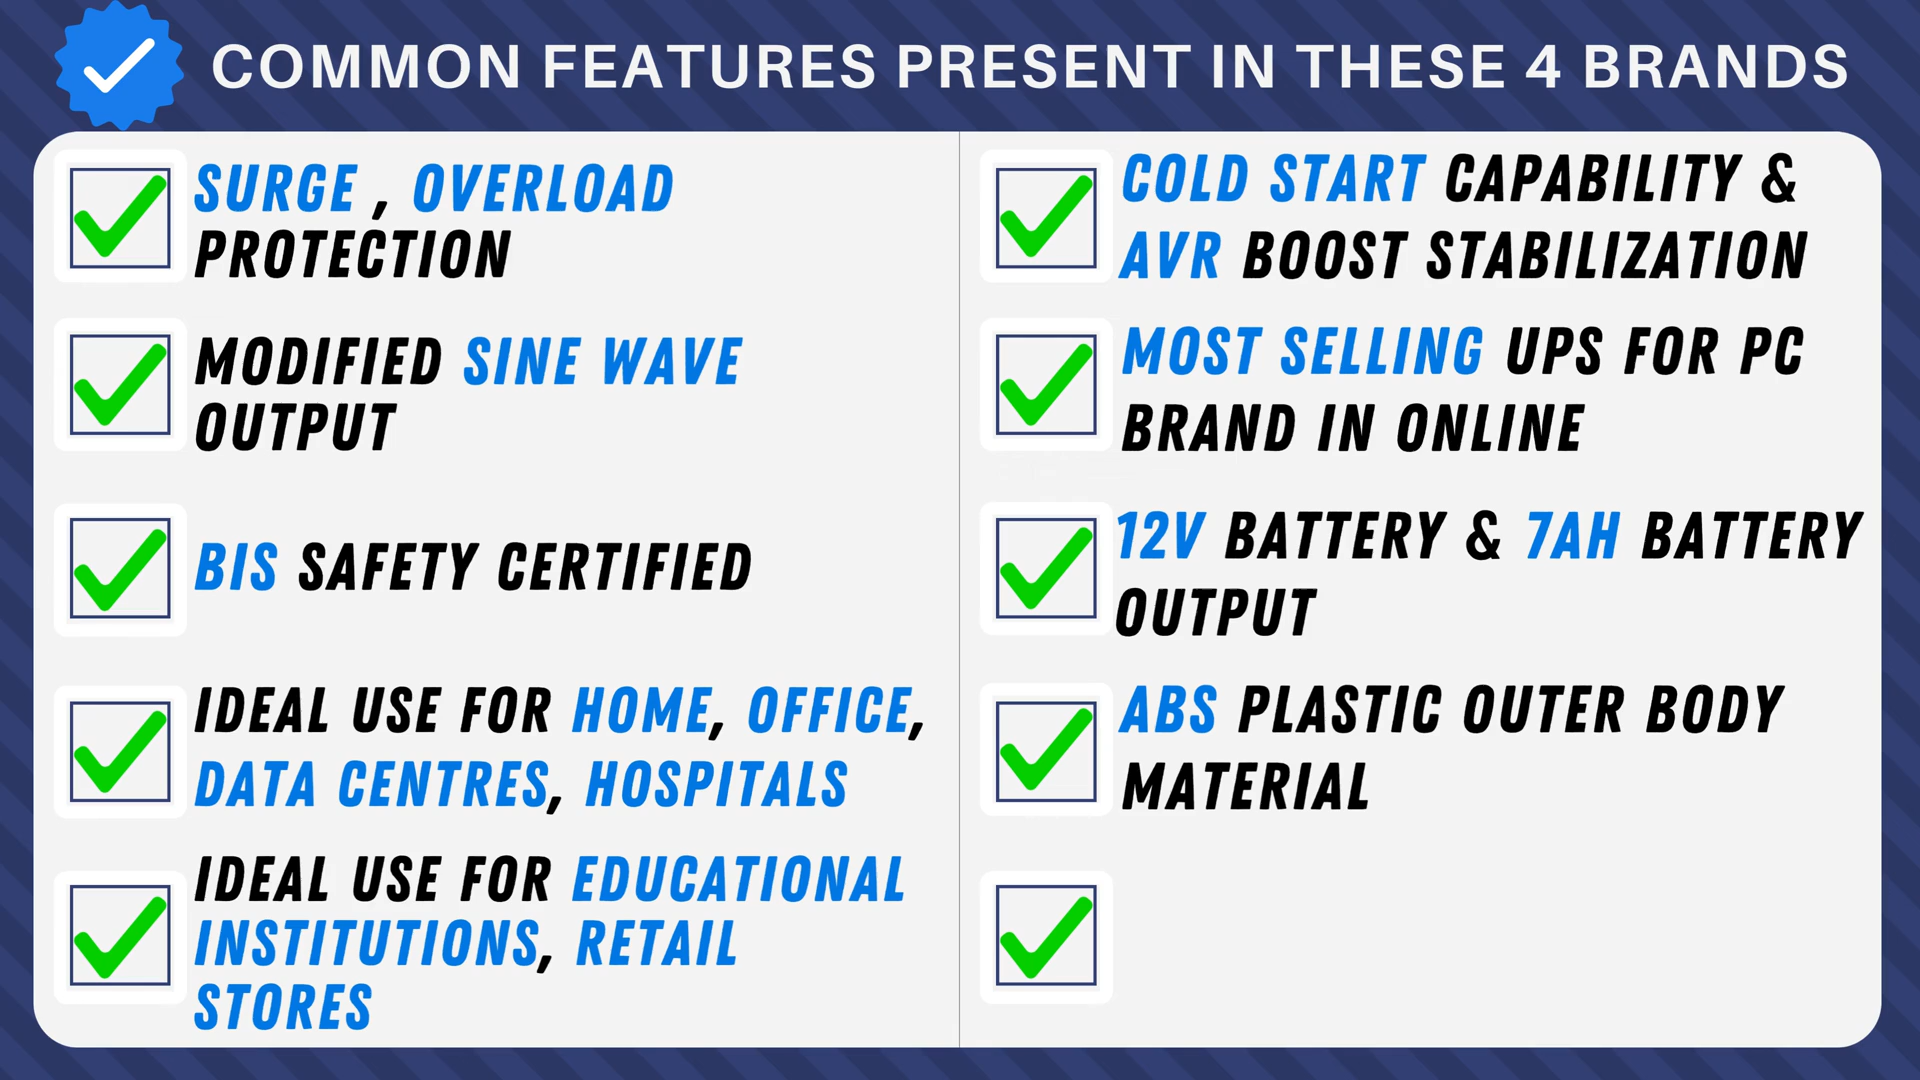 COMMON FEATURES PRESENT IN THESE 4 BRANDS
SURGE , OVERLOAD
PROTECTION
MODIFIED SINE WAVE
OUTPUT
BIS SAFETY CERTIFIED
IDEAL USE FOR HOME, OFFICE,
DATA CENTRES, HOSPITALS
IDEAL USE FOR EDUCATIONAL
INSTITUTIONS, RETAIL
STORES
COLD START CAPABILITY &
AVR BOOST STABILIZATION
MOST SELLING UPS FOR PC
BRAND IN ONLINE
12V BATTERY & 7AH BATTERY
OUTPUT
ABS PLASTIC OUTER BODY
MATERIAL